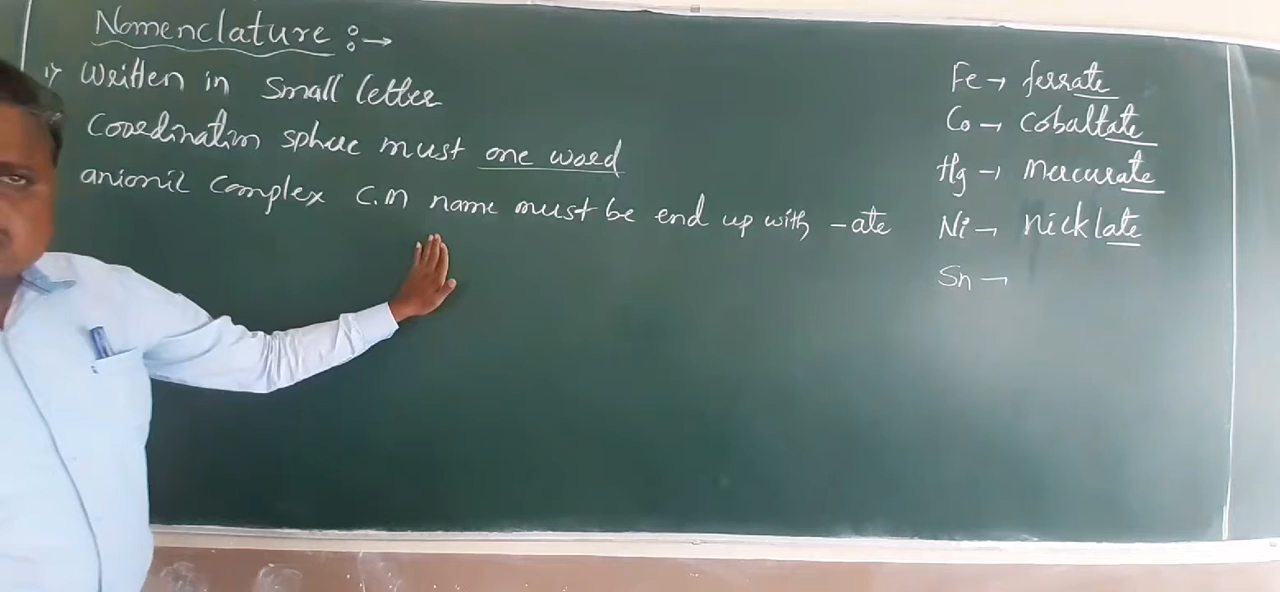 Nomenclature :→
1) Written in small letter
Coordination sphere must one word
anionic complex C.M name must be end up with -ate
Fe → ferrate
Co → cobaltate
Hg → mercurate
Ni → nicklate
Sn →